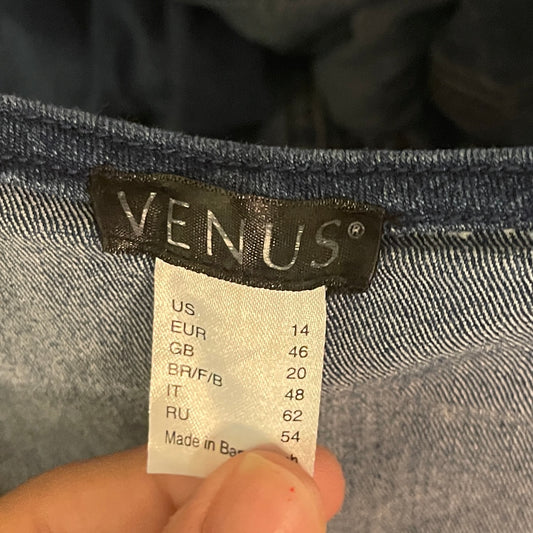 VENUS®
US 14
EUR 46
GB 20
BR/F/B 48
IT 62
RU 54
Made in